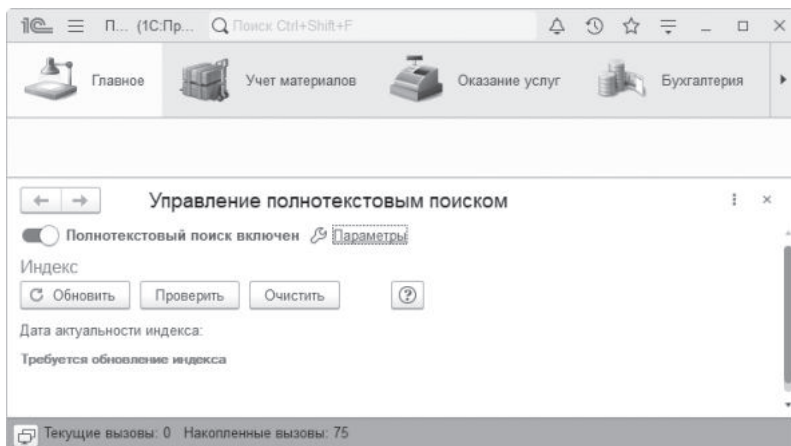 1С П... (1С:Пр... Поиск Ctrl+Shift+F
Главное Учет материалов Оказание услуг Бухгалтерия
Управление полнотекстовым поиском
Полнотекстовый поиск включен Параметры
Индекс
Обновить Проверить Очистить ?
Дата актуальности индекса:
Требуется обновление индекса
Текущие вызовы: 0 Накопленные вызовы: 75